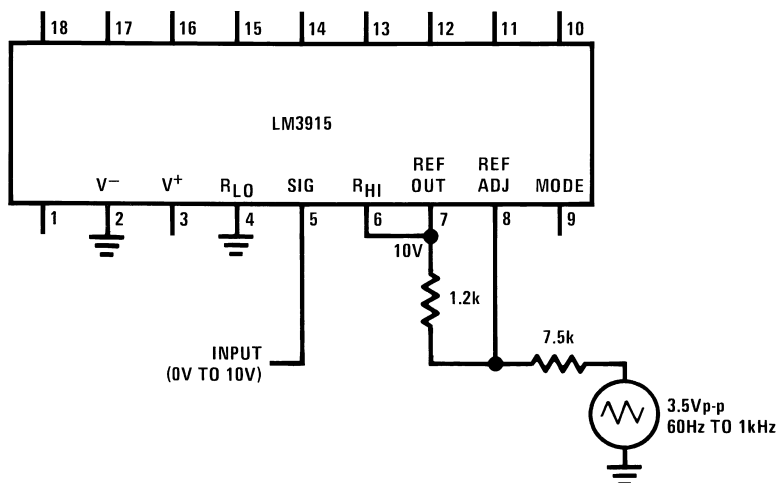 18 17 16 15 14 13 12 11 10
LM3915
V⁻ V⁺ RLO SIG RHI REF OUT REF ADJ MODE
1 2 3 4 5 6 7 8 9
10V
1.2k
7.5k
INPUT
(0V TO 10V)
3.5Vp-p
60Hz TO 1kHz